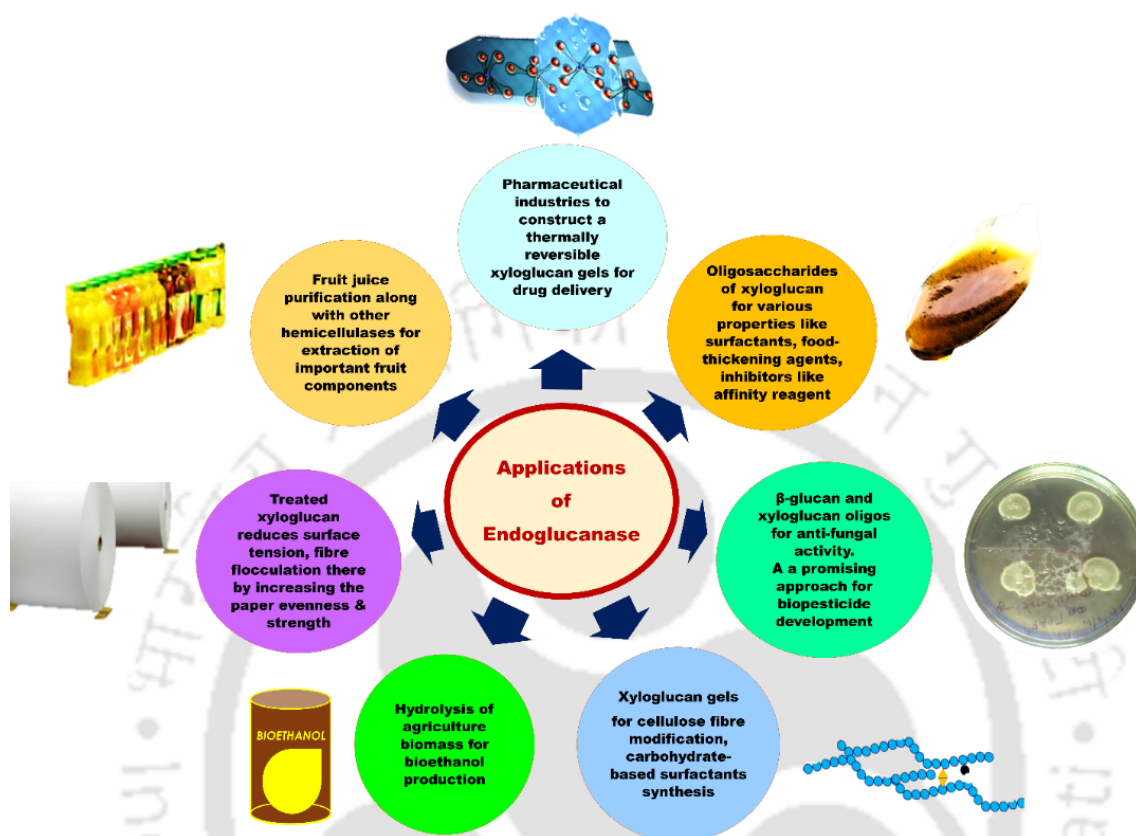 Pharmaceutical
industries to
construct a
thermally
reversible
xyloglucan gels for
drug delivery
Fruit juice
purification along
with other
hemicellulases for
extraction of
important fruit
components
Oligosaccharides
of xyloglucan
for various
properties like
surfactants, food-
thickening agents,
inhibitors like
affinity reagent
Applications
of
Endoglucanase
Treated
xyloglucan
reduces surface
tension, fibre
flocculation there
by increasing the
paper evenness &
strength
β-glucan and
xyloglucan oligos
for anti-fungal
activity.
A a promising
approach for
biopesticide
development
BIOETHANOL
Hydrolysis of
agriculture
biomass for
bioethanol
production
Xyloglucan gels
for cellulose fibre
modification,
carbohydrate-
based surfactants
synthesis